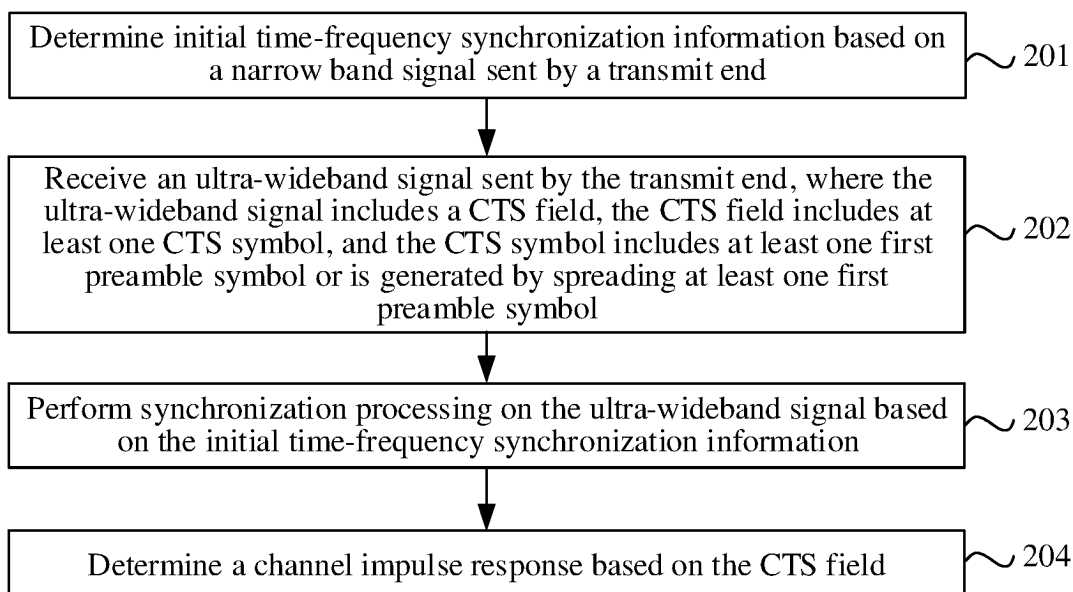 Determine initial time-frequency synchronization information based on
a narrow band signal sent by a transmit end
201
Receive an ultra-wideband signal sent by the transmit end, where the
ultra-wideband signal includes a CTS field, the CTS field includes at
least one CTS symbol, and the CTS symbol includes at least one first
preamble symbol or is generated by spreading at least one first
preamble symbol
202
Perform synchronization processing on the ultra-wideband signal based
on the initial time-frequency synchronization information
203
Determine a channel impulse response based on the CTS field
204